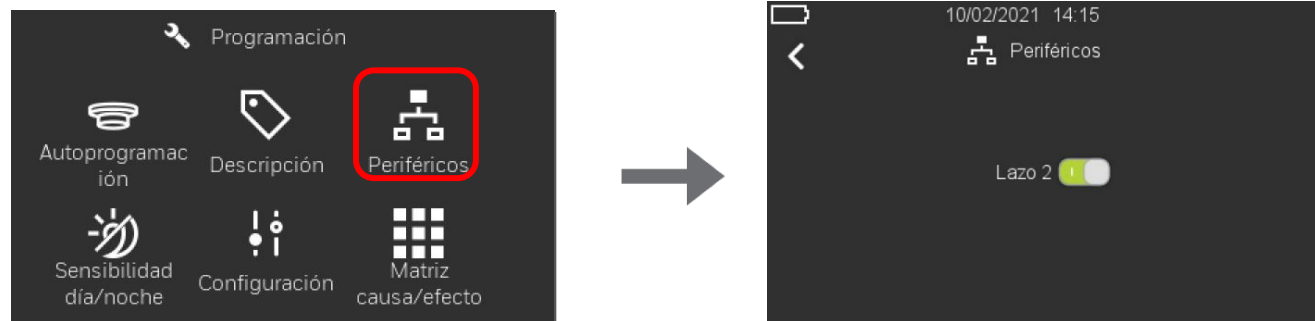 Programación
Autoprogramac
ión
Descripción
Periféricos
Sensibilidad
día/noche
Configuración
Matriz
causa/efecto
10/02/2021 14:15
Periféricos
Lazo 2